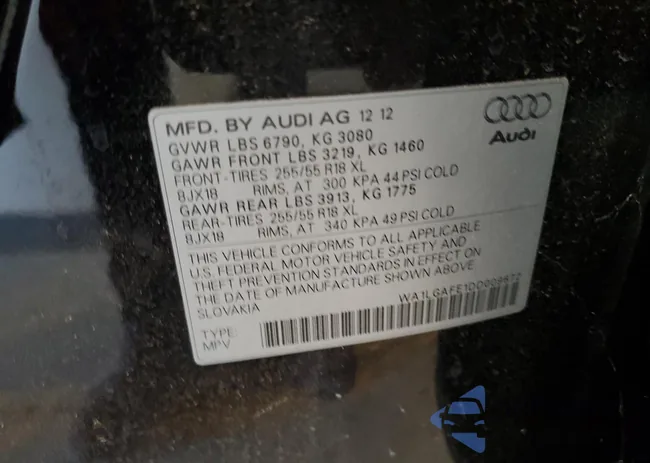 MFD. BY AUDI AG 12 12
GVWR LBS 6790, KG 3080
GAWR FRONT LBS 3219, KG 1460
FRONT-TIRES 255/55 R18 XL
8JX18 RIMS, AT 300 KPA 44 PSI COLD
GAWR REAR LBS 3913, KG 1775
REAR-TIRES 255/55 R18 XL
8JX18 RIMS, AT 340 KPA 49 PSI COLD
Audi
THIS VEHICLE CONFORMS TO ALL APPLICABLE
U.S. FEDERAL MOTOR VEHICLE SAFETY AND
THEFT PREVENTION STANDARDS IN EFFECT ON
THE DATE OF MANUFACTURE SHOWN ABOVE
SLOVAKIA
TYPE:
MPV